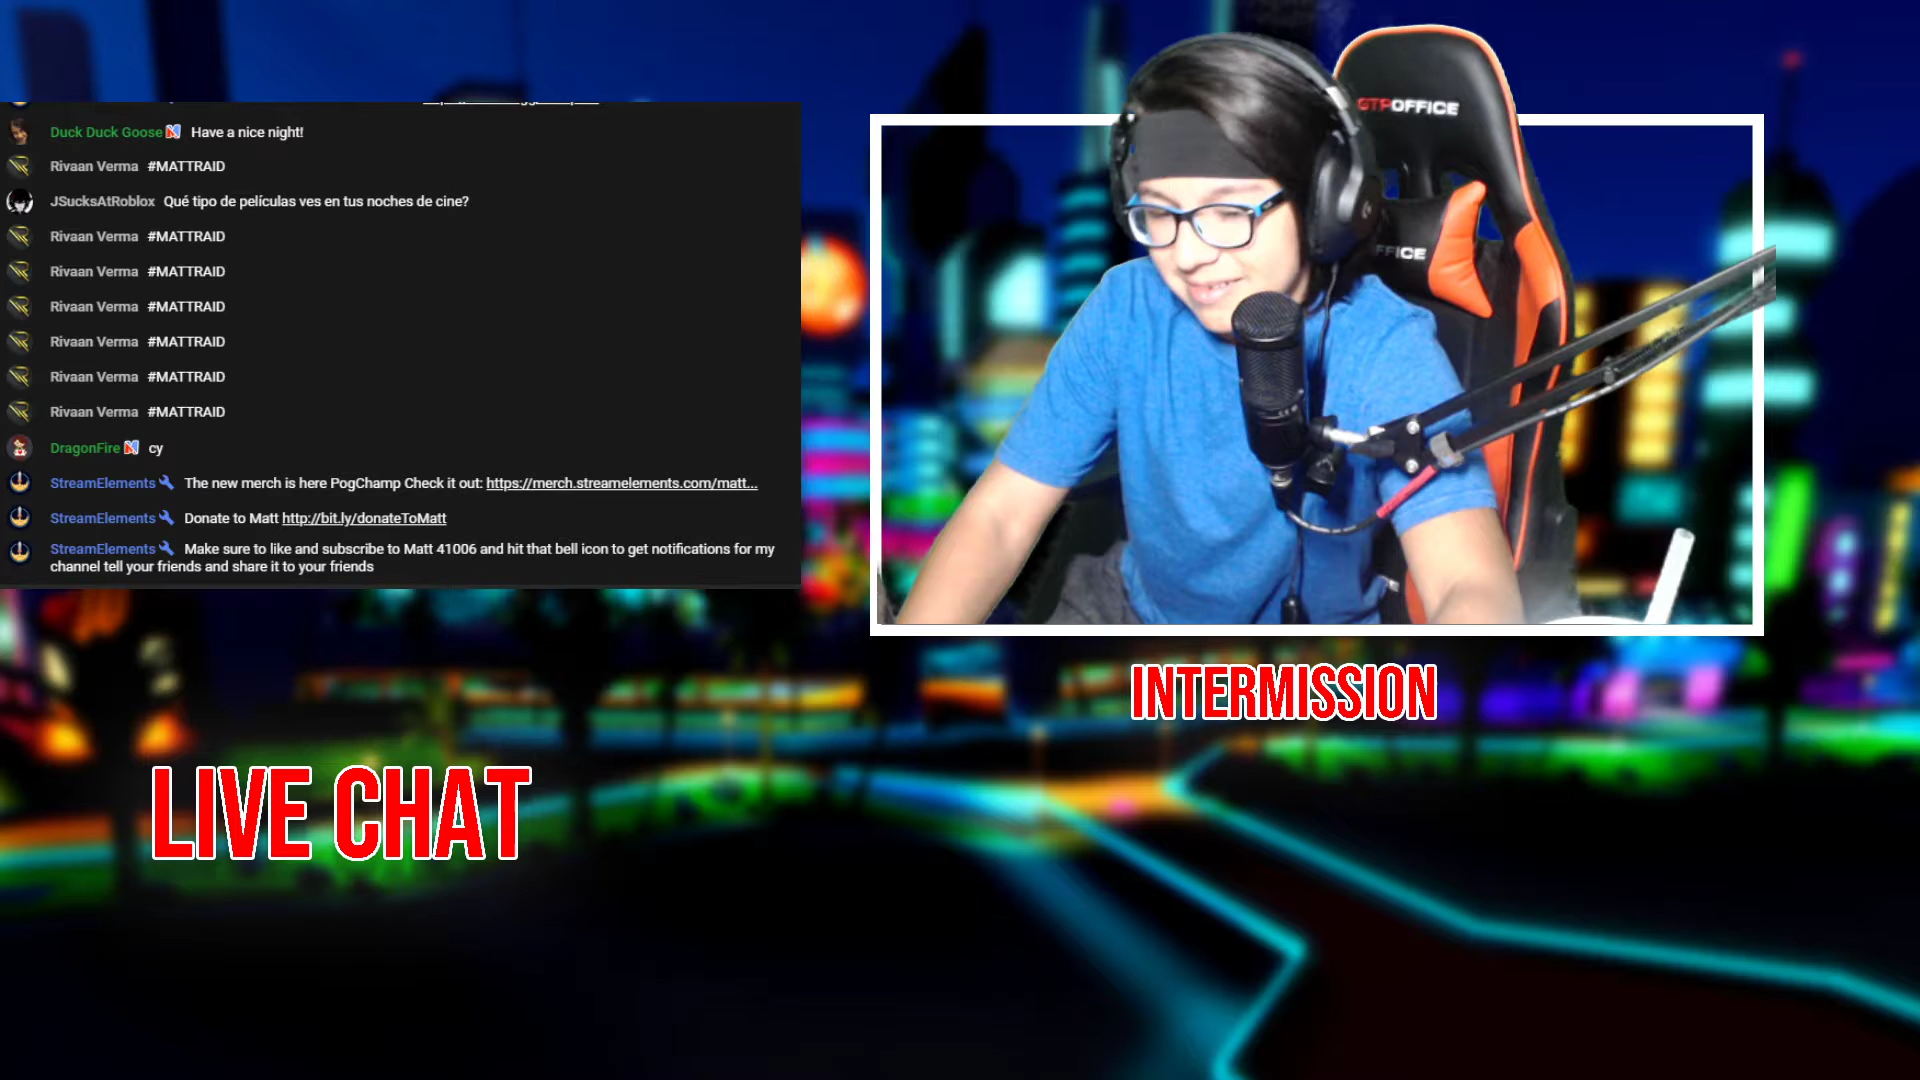 Duck Duck Goose Have a nice night!
Rivaan Verma #MATTRAID
JSucksAtRoblox Qué tipo de películas ves en tus noches de cine?
Rivaan Verma #MATTRAID
Rivaan Verma #MATTRAID
Rivaan Verma #MATTRAID
Rivaan Verma #MATTRAID
Rivaan Verma #MATTRAID
Rivaan Verma #MATTRAID
DragonFire cy
StreamElements The new merch is here PogChamp Check it out: https://merch.streamelements.com/matt...
StreamElements Donate to Matt http://bit.ly/donateToMatt
StreamElements Make sure to like and subscribe to Matt 41006 and hit that bell icon to get notifications for my
channel tell your friends and share it to your friends
GTPOFFICE
FFICE
INTERMISSION
LIVE CHAT